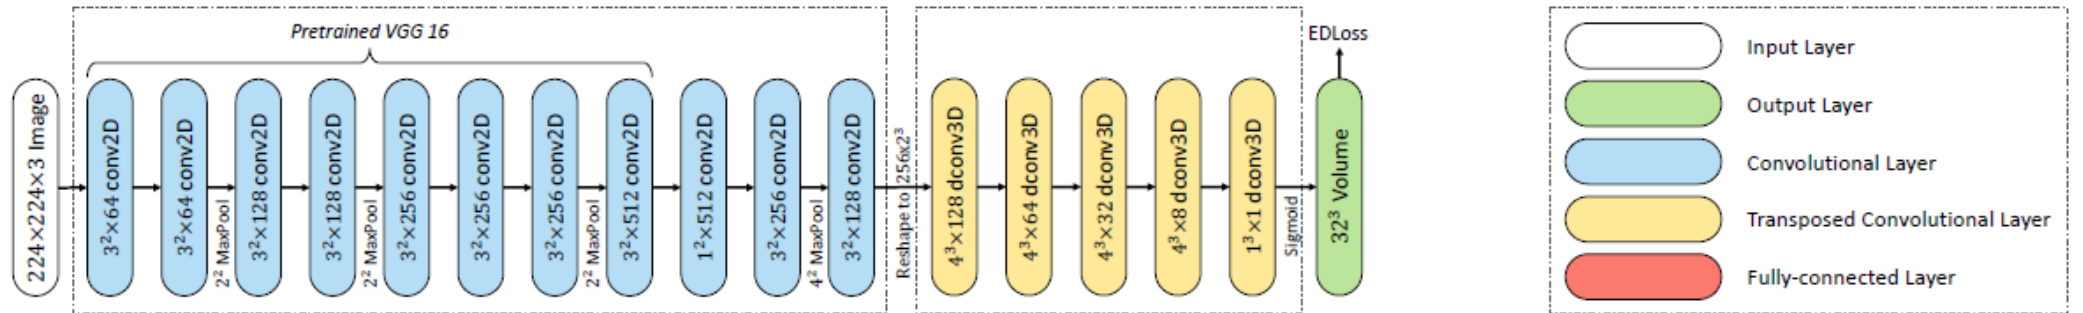 Pretrained VGG 16
224×224×3 Image
3²×64 conv2D
3²×64 conv2D
2² MaxPool
3²×128 conv2D
3²×128 conv2D
2² MaxPool
3²×256 conv2D
3²×256 conv2D
3²×256 conv2D
2² MaxPool
3²×512 conv2D
1²×512 conv2D
3²×256 conv2D
4² MaxPool
3²×128 conv2D
Reshape to 256x2³
4³×128 dconv3D
4³×64 dconv3D
4³×32 dconv3D
4³×8 dconv3D
1³×1 dconv3D
Sigmoid
EDLoss
32³ Volume
Input Layer
Output Layer
Convolutional Layer
Transposed Convolutional Layer
Fully-connected Layer